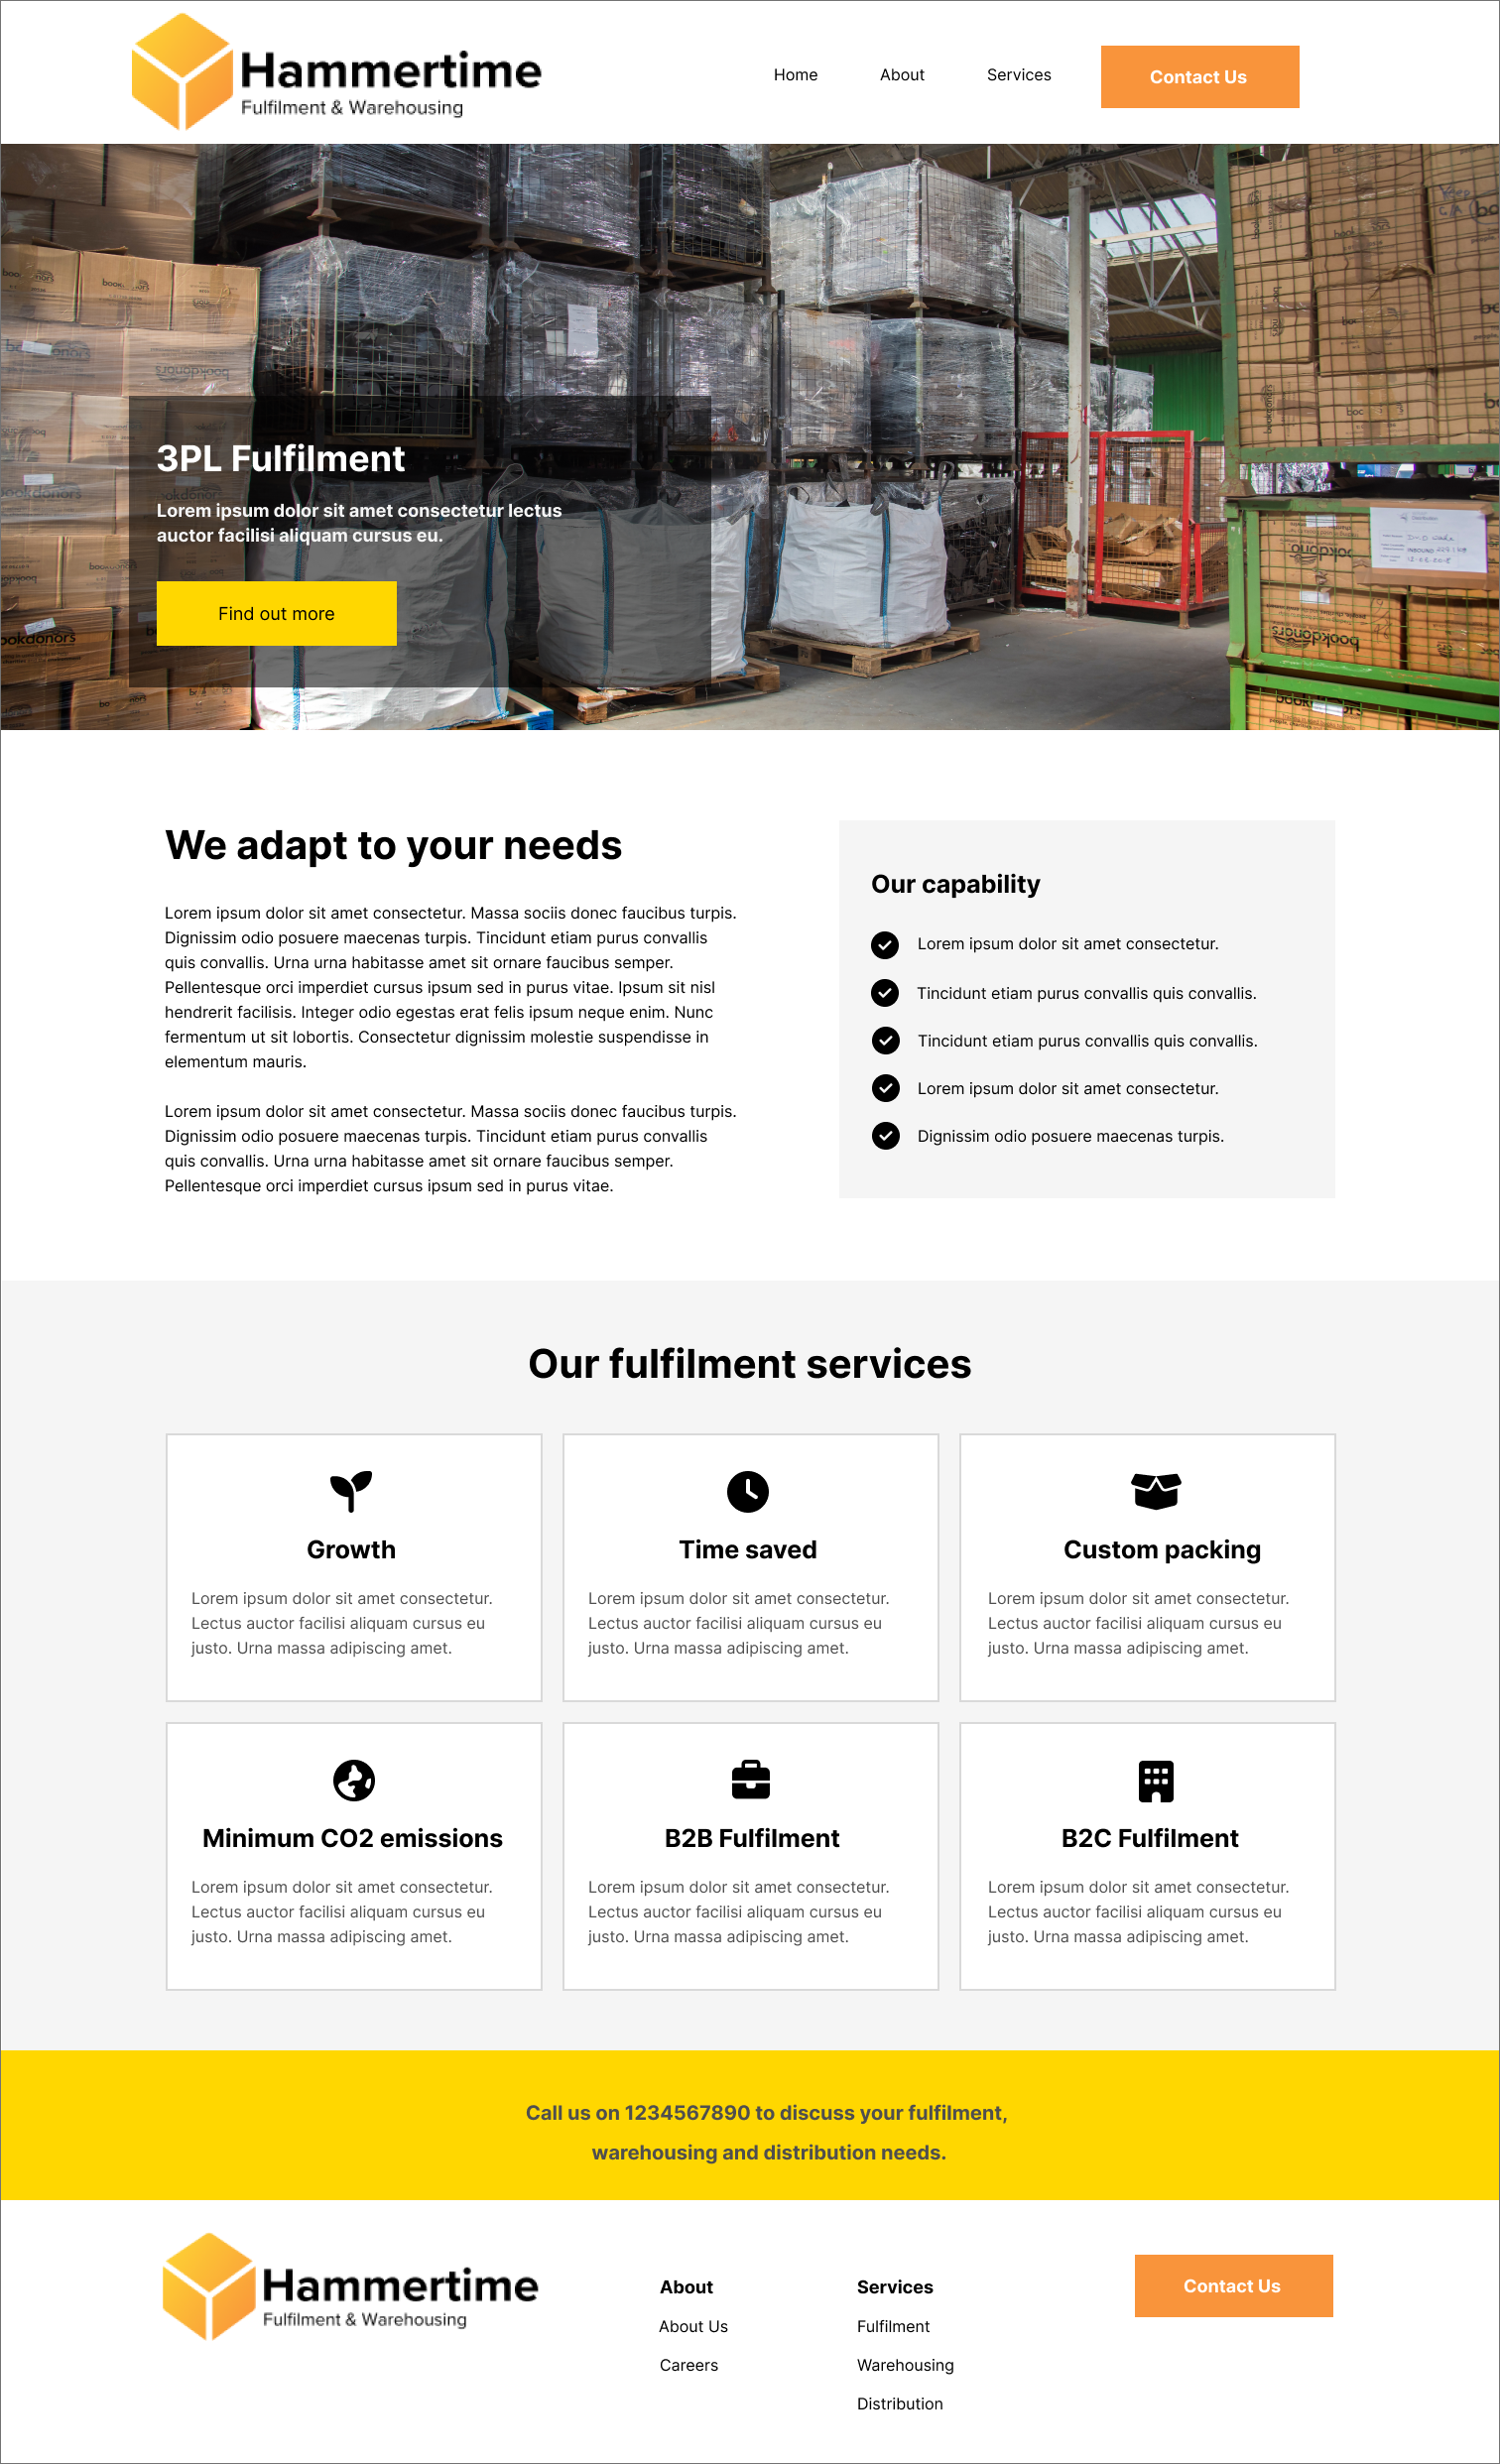 Hammertime
Fulfilment & Warehousing
Home
About
Services
Contact Us
bookdonors
bookdonors
bookdonors
bookdonors
bookdonors
3PL Fulfilment
Lorem ipsum dolor sit amet consectetur lectus
auctor facilisi aliquam cursus eu.
Find out more
We adapt to your needs
Lorem ipsum dolor sit amet consectetur. Massa sociis donec faucibus turpis.
Dignissim odio posuere maecenas turpis. Tincidunt etiam purus convallis
quis convallis. Urna urna habitasse amet sit ornare faucibus semper.
Pellentesque orci imperdiet cursus ipsum sed in purus vitae. Ipsum sit nisl
hendrerit facilisis. Integer odio egestas erat felis ipsum neque enim. Nunc
fermentum ut sit lobortis. Consectetur dignissim molestie suspendisse in
elementum mauris.
Lorem ipsum dolor sit amet consectetur. Massa sociis donec faucibus turpis.
Dignissim odio posuere maecenas turpis. Tincidunt etiam purus convallis
quis convallis. Urna urna habitasse amet sit ornare faucibus semper.
Pellentesque orci imperdiet cursus ipsum sed in purus vitae.
Our capability
Lorem ipsum dolor sit amet consectetur.
Tincidunt etiam purus convallis quis convallis.
Tincidunt etiam purus convallis quis convallis.
Lorem ipsum dolor sit amet consectetur.
Dignissim odio posuere maecenas turpis.
Our fulfilment services
Growth
Lorem ipsum dolor sit amet consectetur.
Lectus auctor facilisi aliquam cursus eu
justo. Urna massa adipiscing amet.
Time saved
Lorem ipsum dolor sit amet consectetur.
Lectus auctor facilisi aliquam cursus eu
justo. Urna massa adipiscing amet.
Custom packing
Lorem ipsum dolor sit amet consectetur.
Lectus auctor facilisi aliquam cursus eu
justo. Urna massa adipiscing amet.
Minimum CO2 emissions
Lorem ipsum dolor sit amet consectetur.
Lectus auctor facilisi aliquam cursus eu
justo. Urna massa adipiscing amet.
B2B Fulfilment
Lorem ipsum dolor sit amet consectetur.
Lectus auctor facilisi aliquam cursus eu
justo. Urna massa adipiscing amet.
B2C Fulfilment
Lorem ipsum dolor sit amet consectetur.
Lectus auctor facilisi aliquam cursus eu
justo. Urna massa adipiscing amet.
Call us on 1234567890 to discuss your fulfilment,
warehousing and distribution needs.
Hammertime
Fulfilment & Warehousing
About
About Us
Careers
Services
Fulfilment
Warehousing
Distribution
Contact Us